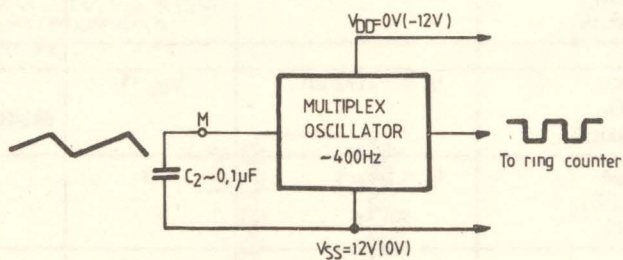 VDD=0V(-12V)
M
MULTIPLEX
OSCILLATOR
~400Hz
C2~0,1µF
To ring counter
VSS=12V(0V)